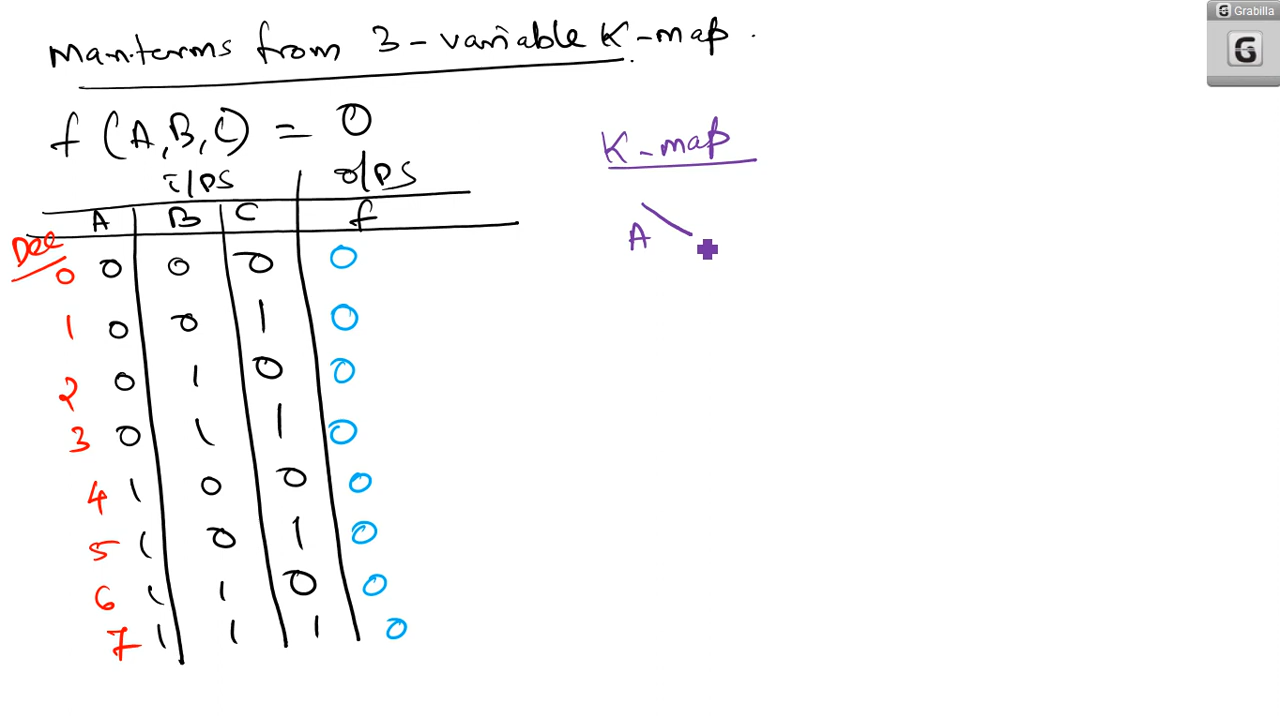 Maxterms from 3-variable K-map.
f (A,B,C) = 0
I/PS O/PS
A B C f
Dec
0 0 0 0 0
1 0 0 1 0
2 0 1 0 0
3 0 1 1 0
4 1 0 0 0
5 1 0 1 0
6 1 1 0 0
7 1 1 1 0
K-map
A
G Grabilla
G